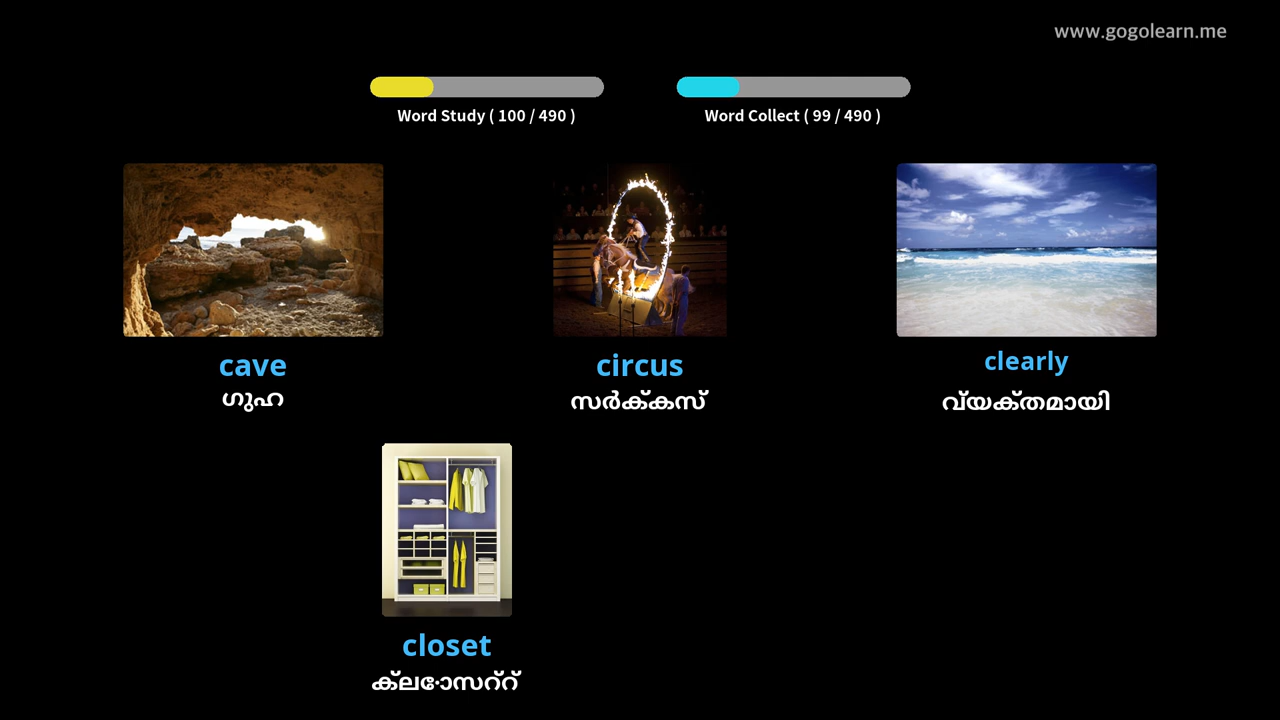 www.gogolearn.me
Word Study ( 100 / 490 )
Word Collect ( 99 / 490 )
cave
ഗുഹ
circus
സർക്കസ്
clearly
വ്യക്തമായി
closet
ക്ലോസറ്റ്